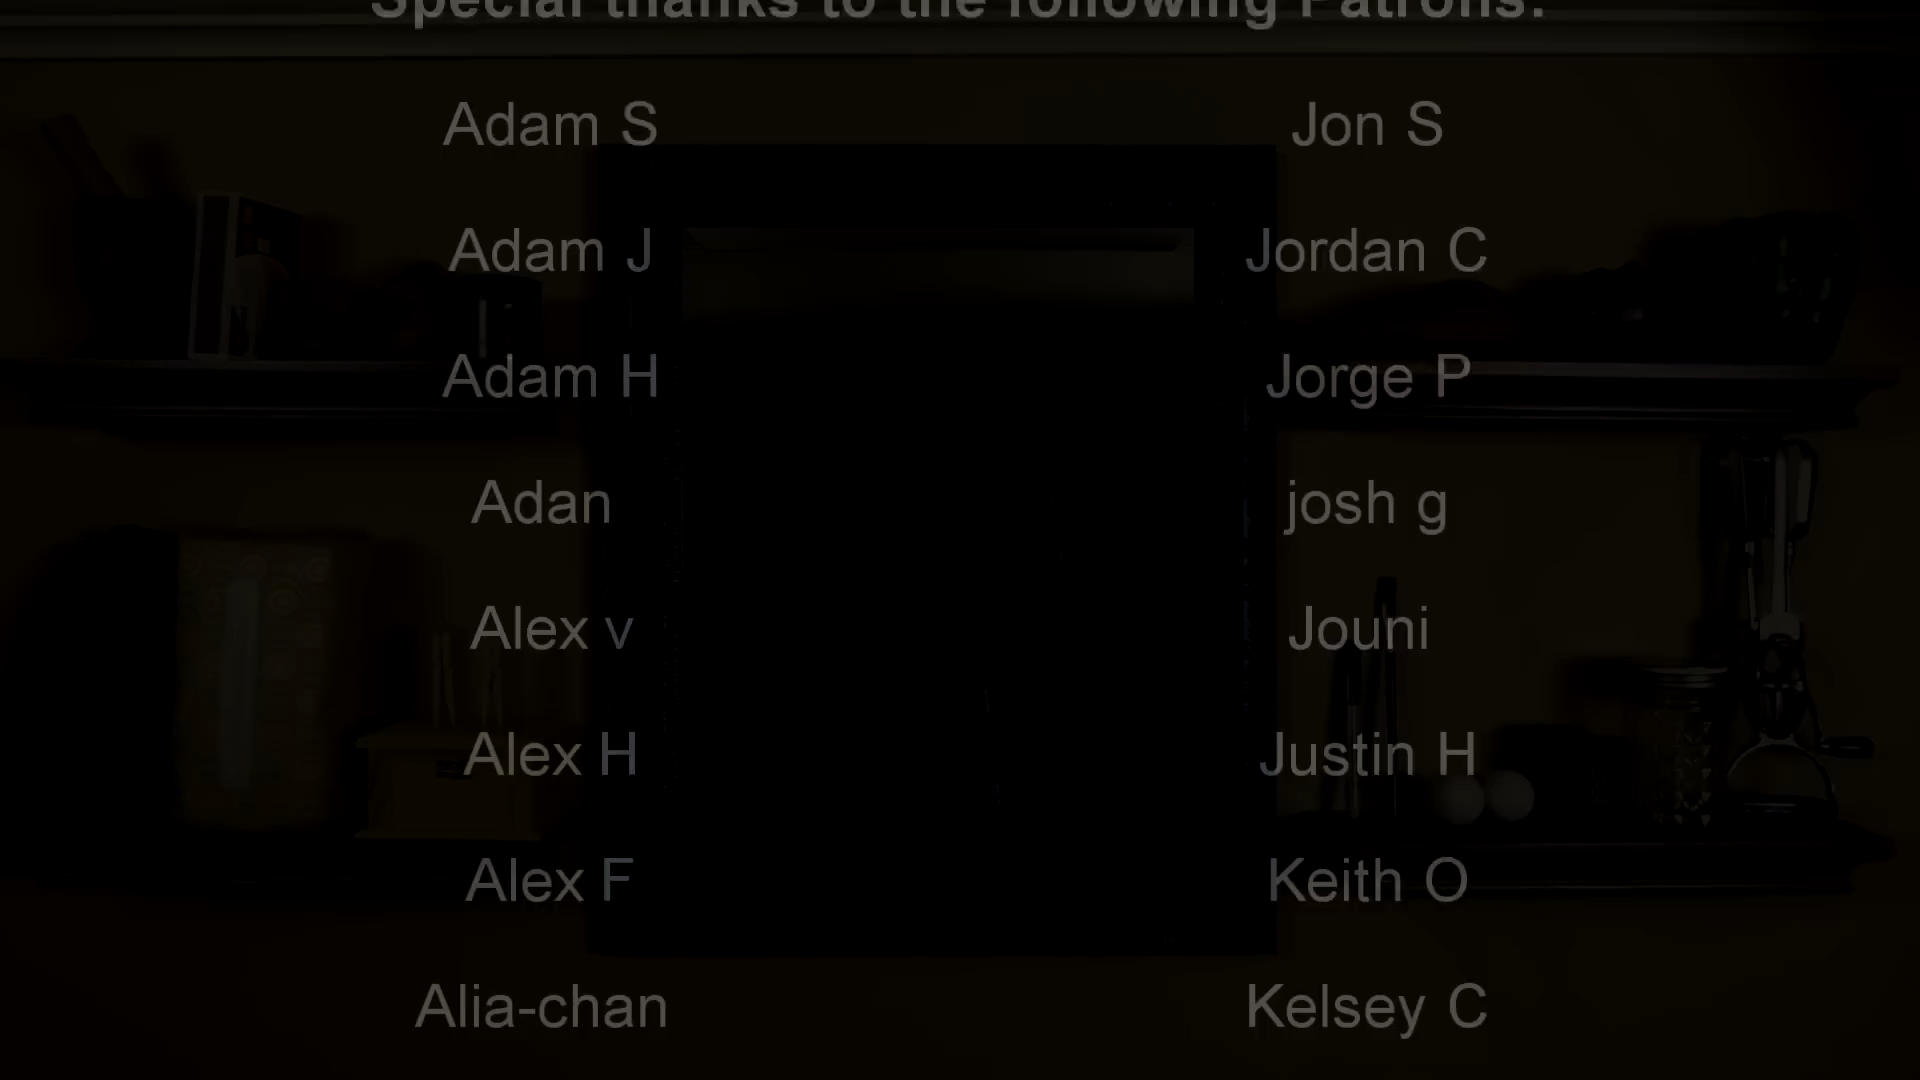 Special thanks to the following Patrons:
Adam S
Adam J
Adam H
Adan
Alex v
Alex H
Alex F
Alia-chan
Jon S
Jordan C
Jorge P
josh g
Jouni
Justin H
Keith O
Kelsey C